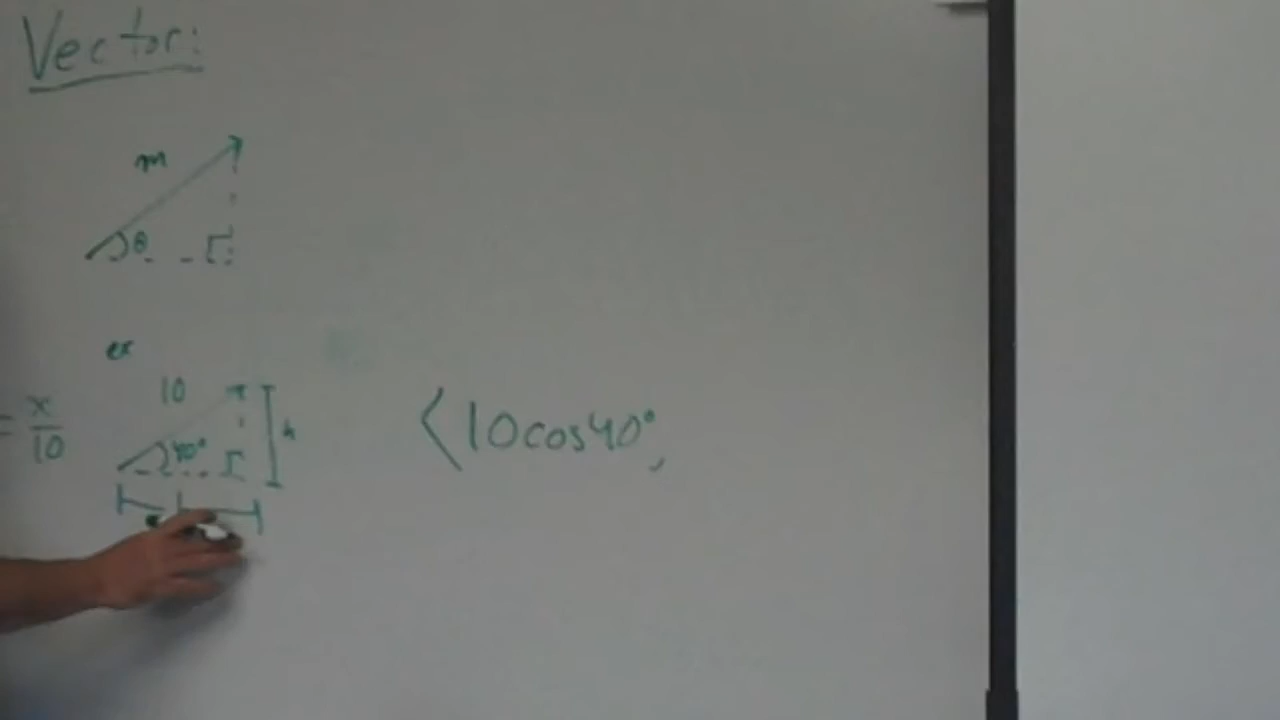 Vector:
m
θ
ex
10
= x/10
40°
h
⟨10cos40°,